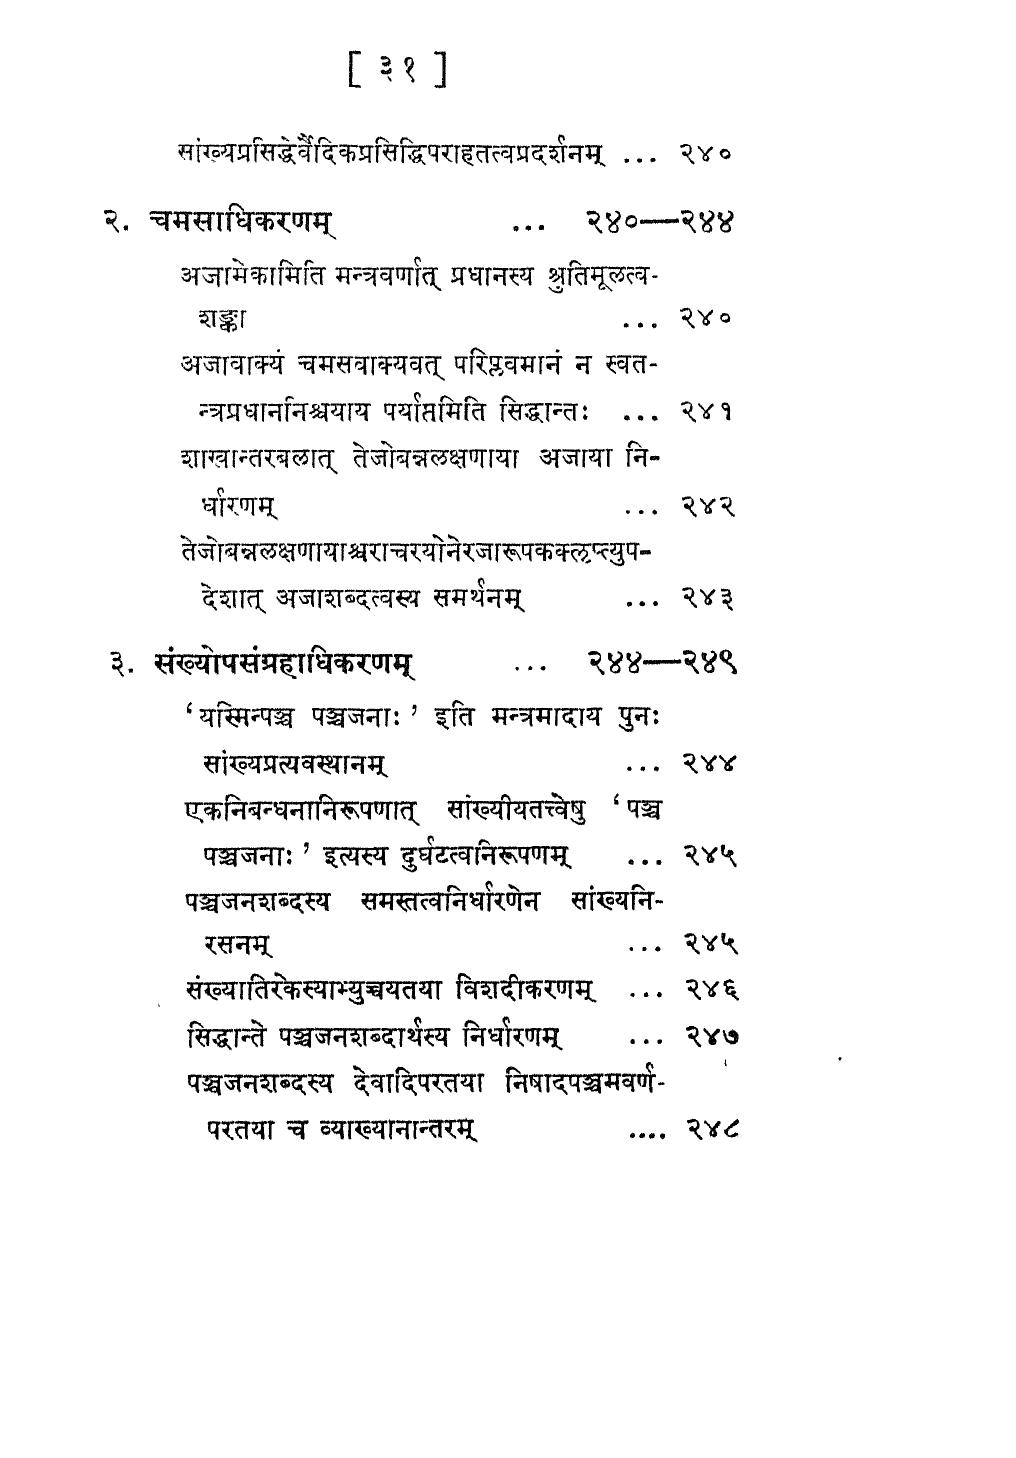 [ ३१ ]
सांख्यप्रसिद्धेर्वैदिकप्रसिद्धिपराहतत्वप्रदर्शनम् ... २४०
२. चमसाधिकरणम् ... २४०—२४४
अजामेकामिति मन्त्रवर्णात् प्रधानस्य श्रुतिमूलत्व-
शङ्का ... २४०
अजावाक्यं चमसवाक्यवत् परिप्लवमानं न स्वत-
न्त्रप्रधाननिश्चयाय पर्याप्तमिति सिद्धान्तः ... २४१
शाखान्तरबलात् तेजोबन्नलक्षणाया अजाया नि-
र्धारणम् ... २४२
तेजोबन्नलक्षणायाश्चराचरयोनेरजारूपकक्लृप्त्युप-
देशात् अजाशब्दत्वस्य समर्थनम् ... २४३
३. संख्योपसंग्रहाधिकरणम् ... २४४—२४९
‘यस्मिन्पञ्च पञ्चजनाः’ इति मन्त्रमादाय पुनः
सांख्यप्रत्यवस्थानम् ... २४४
एकनिबन्धनानिरूपणात् सांख्यीयतत्त्वेषु ‘पञ्च
पञ्चजनाः’ इत्यस्य दुर्घटत्वनिरूपणम् ... २४५
पञ्चजनशब्दस्य समस्तत्वनिर्धारणेन सांख्यनि-
रसनम् ... २४५
संख्यातिरेकस्याभ्युच्चयतया विशदीकरणम् ... २४६
सिद्धान्ते पञ्चजनशब्दार्थस्य निर्धारणम् ... २४७
पञ्चजनशब्दस्य देवादिपरतया निषादपञ्चमवर्ण-
परतया च व्याख्यानान्तरम् .... २४८